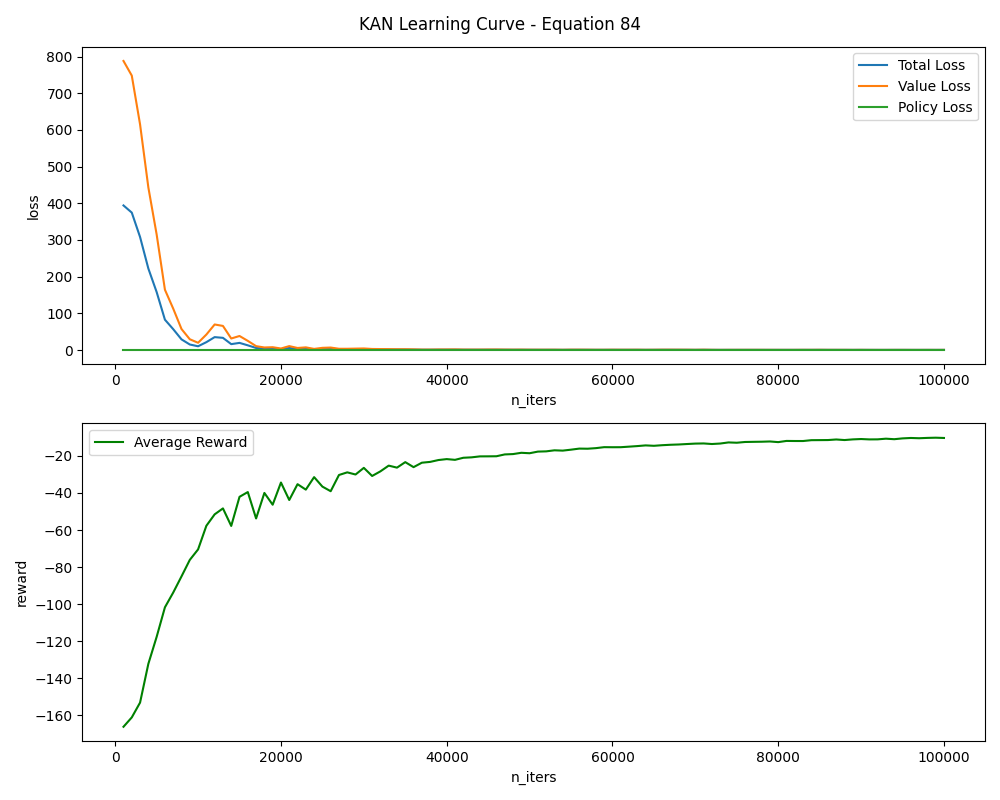 KAN Learning Curve - Equation 84
800
700
600
500
400
300
200
100
0
loss
Total Loss
Value Loss
Policy Loss
0 20000 40000 60000 80000 100000
n_iters
Average Reward
−20
−40
−60
−80
−100
−120
−140
−160
reward
0 20000 40000 60000 80000 100000
n_iters